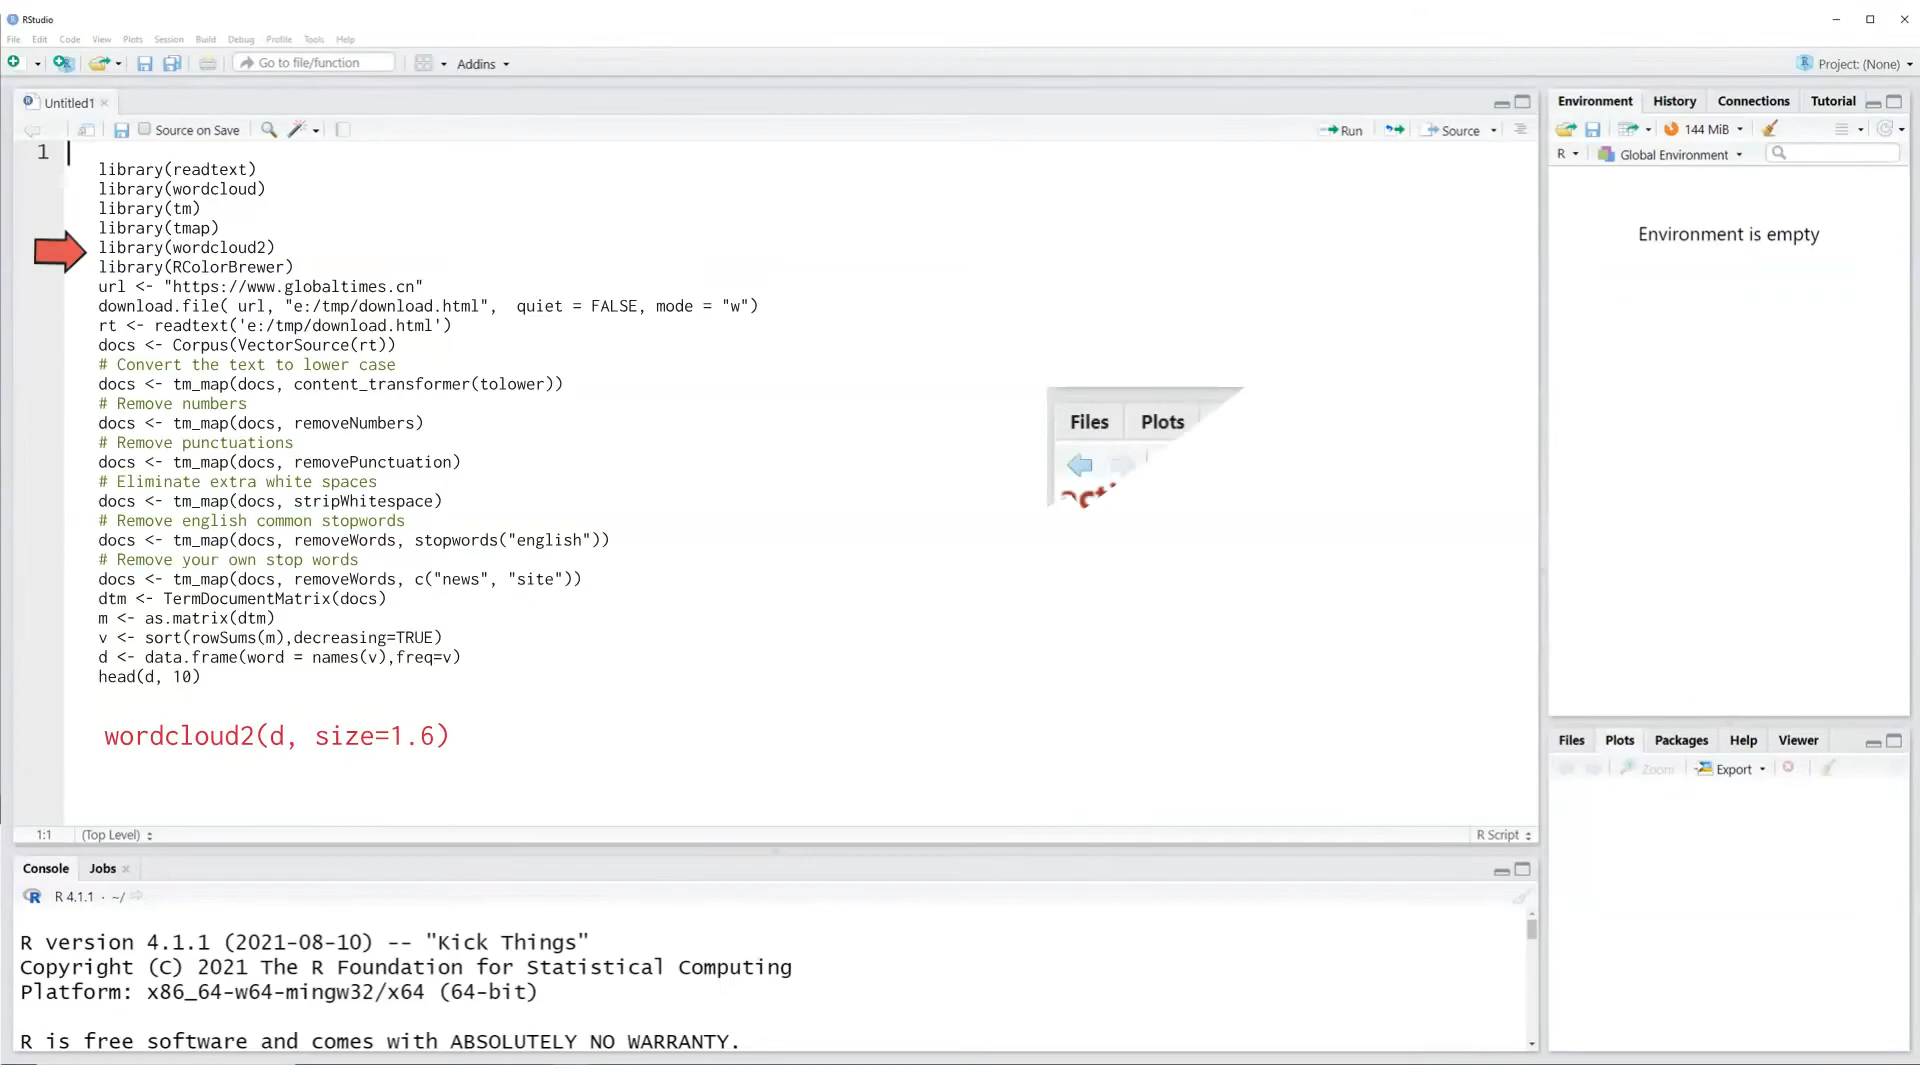 RStudio
File Edit Code View Plots Session Build Debug Profile Tools Help
Go to file/function Addins Project: (None)
Untitled1
Source on Save Run Source
1
library(readtext)
library(wordcloud)
library(tm)
library(tmap)
library(wordcloud2)
library(RColorBrewer)
url <- "https://www.globaltimes.cn"
download.file( url, "e:/tmp/download.html",  quiet = FALSE, mode = "w")
rt <- readtext('e:/tmp/download.html')
docs <- Corpus(VectorSource(rt))
# Convert the text to lower case
docs <- tm_map(docs, content_transformer(tolower))
# Remove numbers
docs <- tm_map(docs, removeNumbers)
# Remove punctuations
docs <- tm_map(docs, removePunctuation)
# Eliminate extra white spaces
docs <- tm_map(docs, stripWhitespace)
# Remove english common stopwords
docs <- tm_map(docs, removeWords, stopwords("english"))
# Remove your own stop words
docs <- tm_map(docs, removeWords, c("news", "site"))
dtm <- TermDocumentMatrix(docs)
m <- as.matrix(dtm)
v <- sort(rowSums(m),decreasing=TRUE)
d <- data.frame(word = names(v),freq=v)
head(d, 10)
wordcloud2(d, size=1.6)
Files Plots
1:1 (Top Level) R Script
Console Jobs
R 4.1.1 · ~/
R version 4.1.1 (2021-08-10) -- "Kick Things"
Copyright (C) 2021 The R Foundation for Statistical Computing
Platform: x86_64-w64-mingw32/x64 (64-bit)
R is free software and comes with ABSOLUTELY NO WARRANTY.
Environment History Connections Tutorial
144 MiB
R Global Environment
Environment is empty
Files Plots Packages Help Viewer
Zoom Export